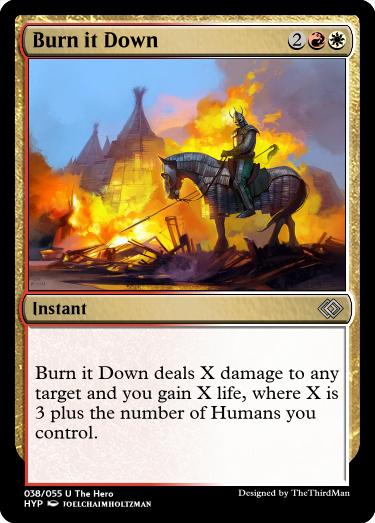 Burn it Down 2
Instant
Burn it Down deals X damage to any
target and you gain X life, where X is
3 plus the number of Humans you
control.
038/055 U The Hero
Designed by TheThirdMan
HYP JOELCHAIMHOLTZMAN